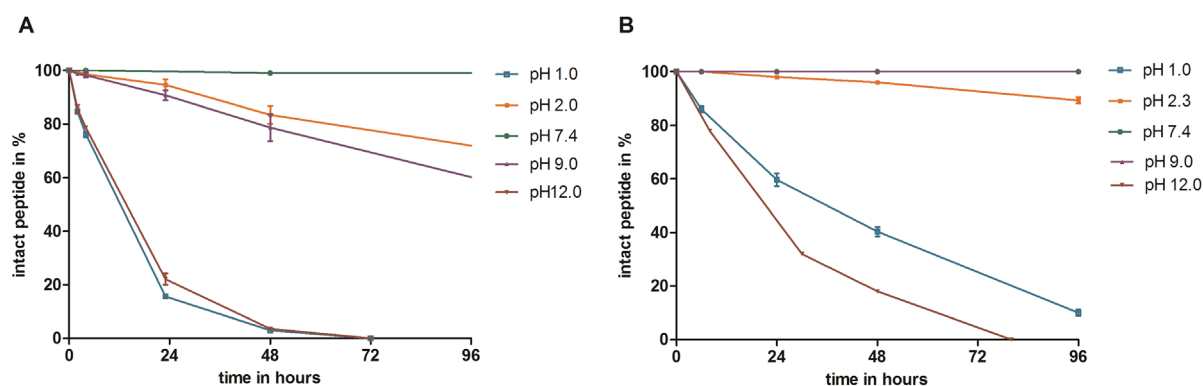 A
intact peptide in %
100
80
60
40
20
0
0 24 48 72 96
time in hours
pH 1.0
pH 2.0
pH 7.4
pH 9.0
pH12.0
B
intact peptide in %
100
80
60
40
20
0
0 24 48 72 96
time in hours
pH 1.0
pH 2.3
pH 7.4
pH 9.0
pH 12.0